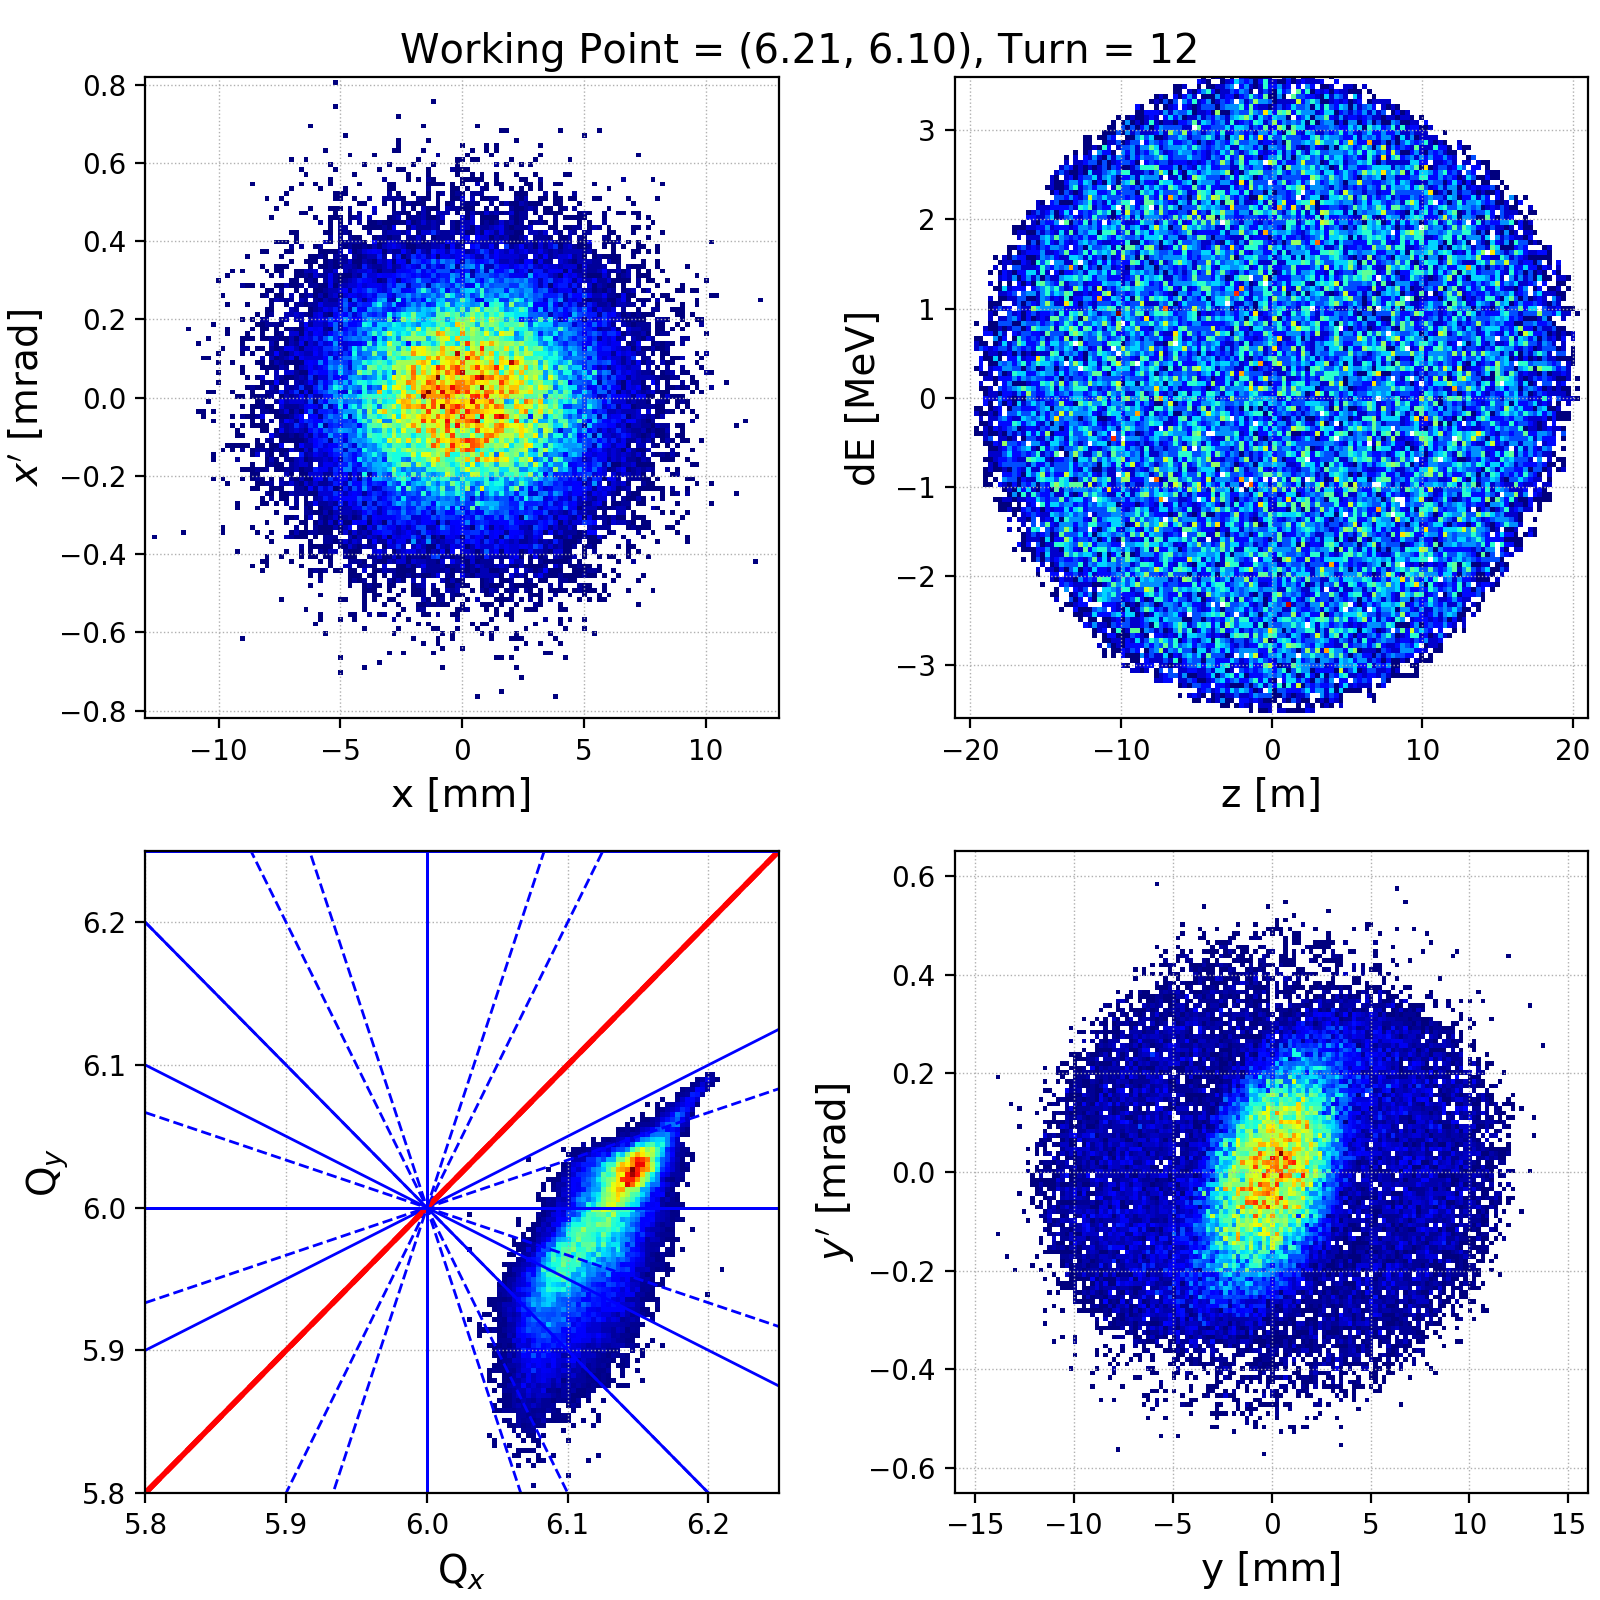 Working Point = (6.21, 6.10), Turn = 12
0.8
0.6
0.4
0.2
0.0
−0.2
−0.4
−0.6
−0.8
x′ [mrad]
−10 −5 0 5 10
x [mm]
3
2
1
0
−1
−2
−3
dE [MeV]
−20 −10 0 10 20
z [m]
6.2
6.1
6.0
5.9
5.8
Qy
5.8 5.9 6.0 6.1 6.2
Qx
0.6
0.4
0.2
0.0
−0.2
−0.4
−0.6
y′ [mrad]
−15 −10 −5 0 5 10 15
y [mm]